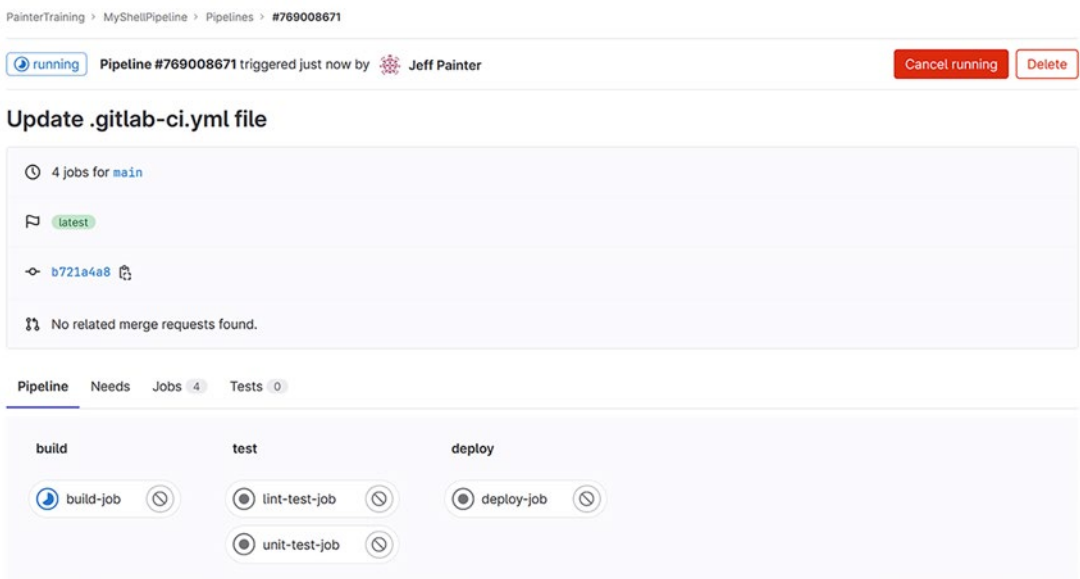 PainterTraining > MyShellPipeline > Pipelines > #769008671
running Pipeline #769008671 triggered just now by Jeff Painter Cancel running Delete
Update .gitlab-ci.yml file
4 jobs for main
latest
b721a4a8
No related merge requests found.
Pipeline Needs Jobs 4 Tests 0
build test deploy
build-job lint-test-job deploy-job
unit-test-job